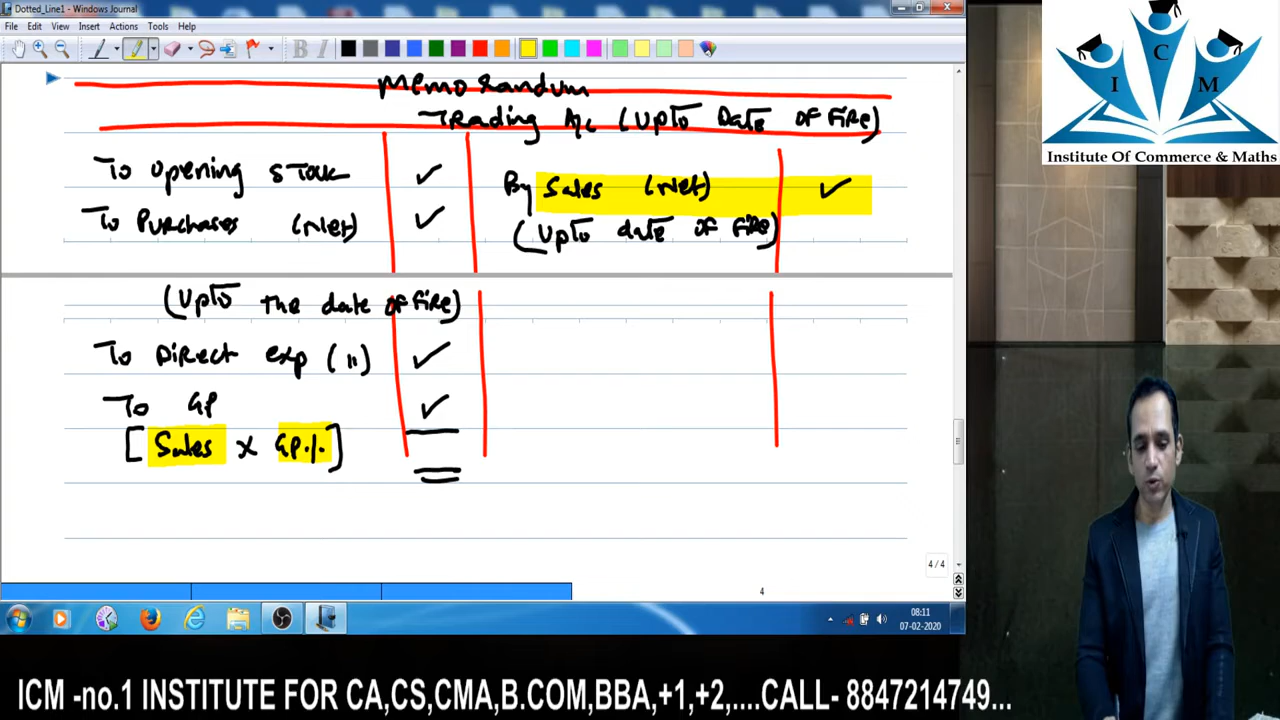 Dotted_Line1 - Windows Journal
File Edit View Insert Actions Tools Help
B I
Memorandum
Trading A/c (Upto Date of Fire)
To Opening Stock
To Purchases (Net)
(Upto the date of Fire)
To Direct exp (")
To GP
[Sales x GP%]
By Sales (Net)
(Upto date of Fire)
4/4
4
08:11
07-02-2020
I C M
Institute Of Commerce & Maths
ICM -no.1 INSTITUTE FOR CA,CS,CMA,B.COM,BBA,+1,+2,....CALL- 8847214749...